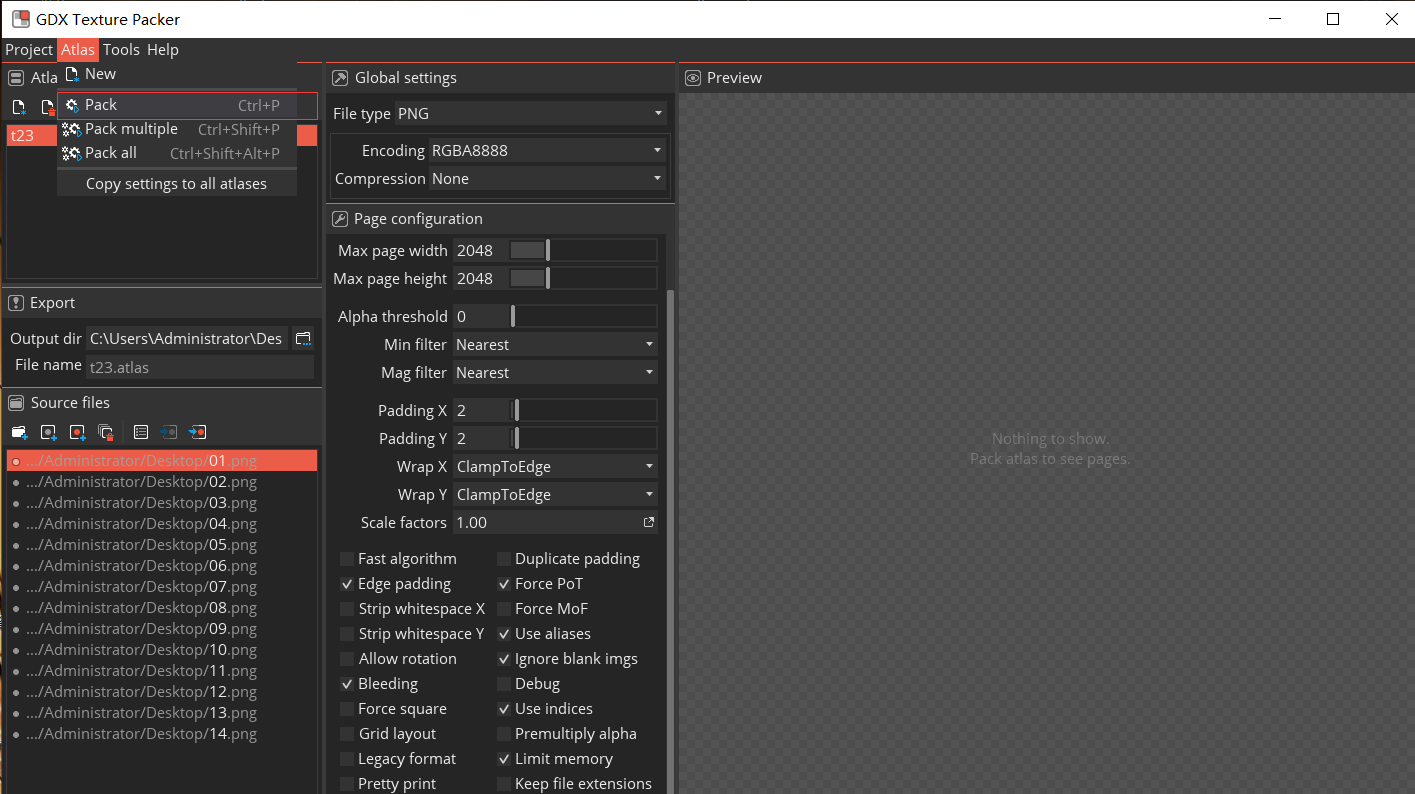 GDX Texture Packer
Project Atlas Tools Help
Atla
New
Pack Ctrl+P
Pack multiple Ctrl+Shift+P
Pack all Ctrl+Shift+Alt+P
Copy settings to all atlases
t23
Export
Output dir C:\Users\Administrator\Des
File name t23.atlas
Source files
.../Administrator/Desktop/01.png
.../Administrator/Desktop/02.png
.../Administrator/Desktop/03.png
.../Administrator/Desktop/04.png
.../Administrator/Desktop/05.png
.../Administrator/Desktop/06.png
.../Administrator/Desktop/07.png
.../Administrator/Desktop/08.png
.../Administrator/Desktop/09.png
.../Administrator/Desktop/10.png
.../Administrator/Desktop/11.png
.../Administrator/Desktop/12.png
.../Administrator/Desktop/13.png
.../Administrator/Desktop/14.png
Global settings
File type PNG
Encoding RGBA8888
Compression None
Page configuration
Max page width 2048
Max page height 2048
Alpha threshold 0
Min filter Nearest
Mag filter Nearest
Padding X 2
Padding Y 2
Wrap X ClampToEdge
Wrap Y ClampToEdge
Scale factors 1.00
Fast algorithm Duplicate padding
Edge padding Force PoT
Strip whitespace X Force MoF
Strip whitespace Y Use aliases
Allow rotation Ignore blank imgs
Bleeding Debug
Force square Use indices
Grid layout Premultiply alpha
Legacy format Limit memory
Pretty print Keep file extensions
Preview
Nothing to show.
Pack atlas to see pages.